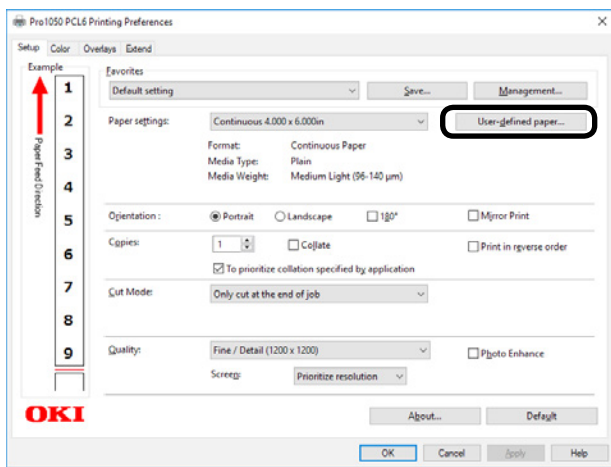 Pro1050 PCL6 Printing Preferences
Setup Color Overlays Extend
Example
Paper Feed Direction
1
2
3
4
5
6
7
8
9
OKI
Favorites
Default setting
Save...
Management...
Paper settings:
Continuous 4.000 x 6.000in
User-defined paper...
Format: Continuous Paper
Media Type: Plain
Media Weight: Medium Light (96-140 μm)
Orientation :
Portrait
Landscape
180°
Mirror Print
Copies:
1
Collate
Print in reverse order
To prioritize collation specified by application
Cut Mode:
Only cut at the end of job
Quality:
Fine / Detail (1200 x 1200)
Photo Enhance
Screen:
Prioritize resolution
About...
Default
OK
Cancel
Apply
Help